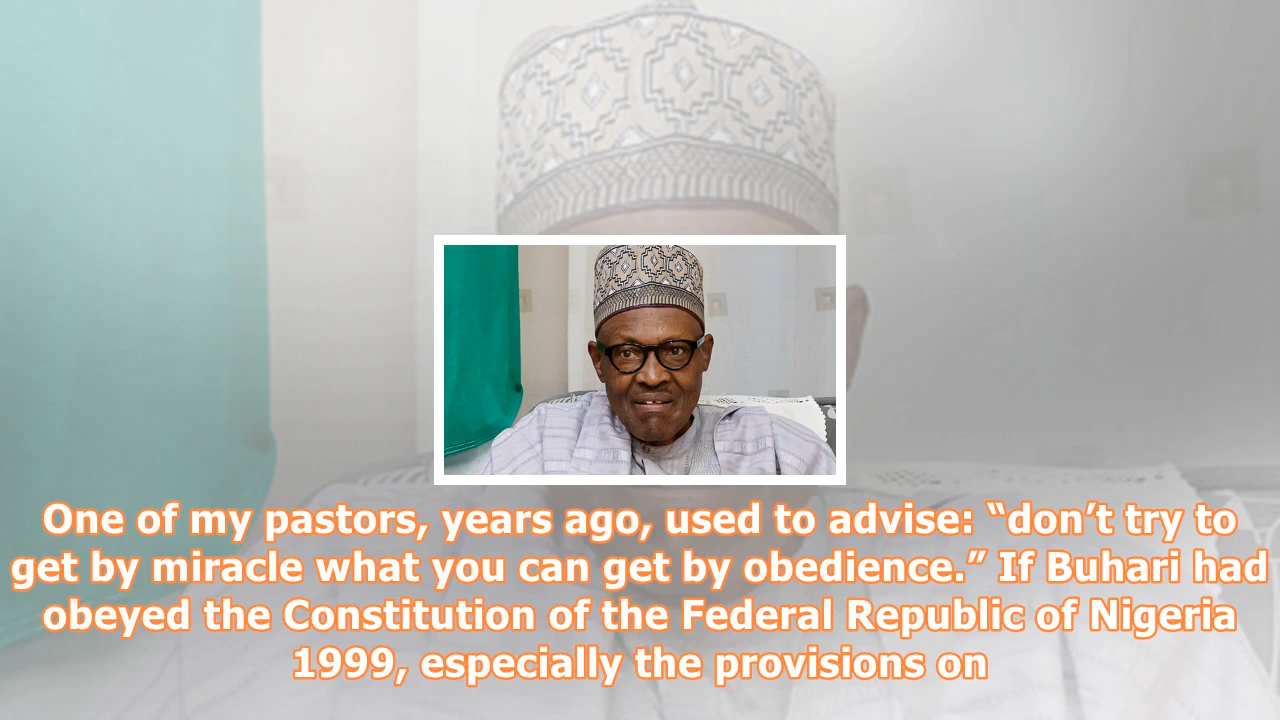 One of my pastors, years ago, used to advise: “don’t try to
get by miracle what you can get by obedience.” If Buhari had
obeyed the Constitution of the Federal Republic of Nigeria
1999, especially the provisions on